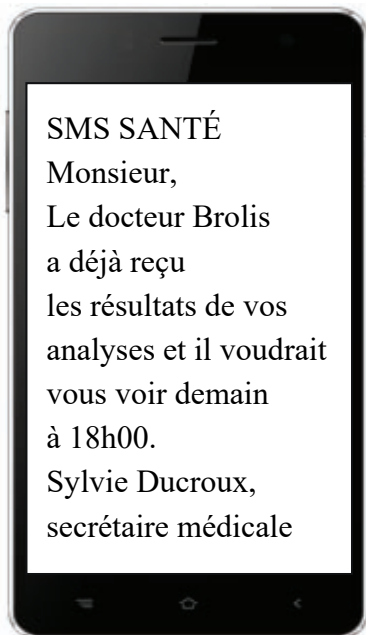 SMS SANTÉ
Monsieur,
Le docteur Brolis
a déjà reçu
les résultats de vos
analyses et il voudrait
vous voir demain
à 18h00.
Sylvie Ducroux,
secrétaire médicale